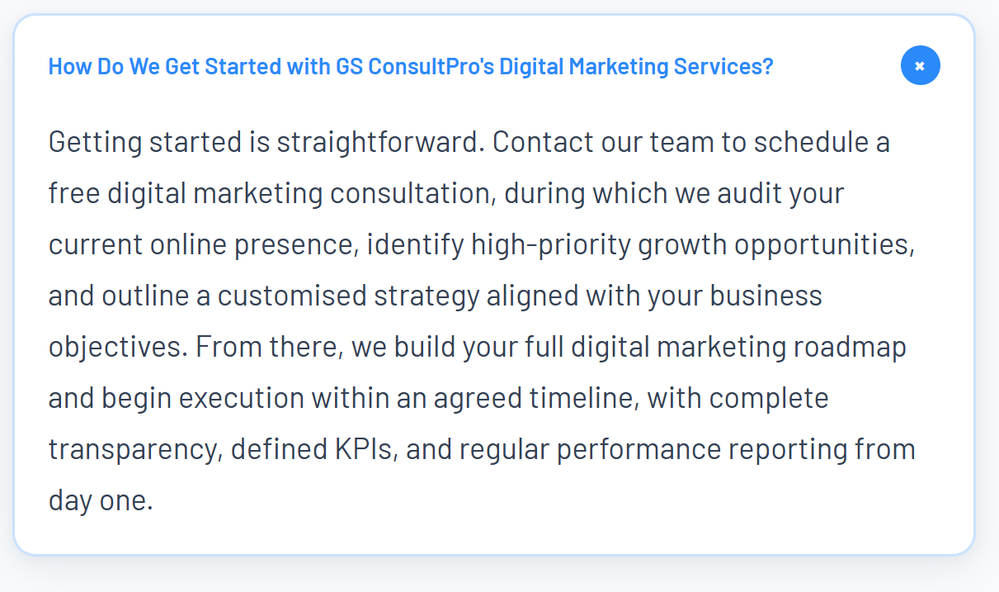 How Do We Get Started with GS ConsultPro's Digital Marketing Services?
Getting started is straightforward. Contact our team to schedule a
free digital marketing consultation, during which we audit your
current online presence, identify high-priority growth opportunities,
and outline a customised strategy aligned with your business
objectives. From there, we build your full digital marketing roadmap
and begin execution within an agreed timeline, with complete
transparency, defined KPIs, and regular performance reporting from
day one.